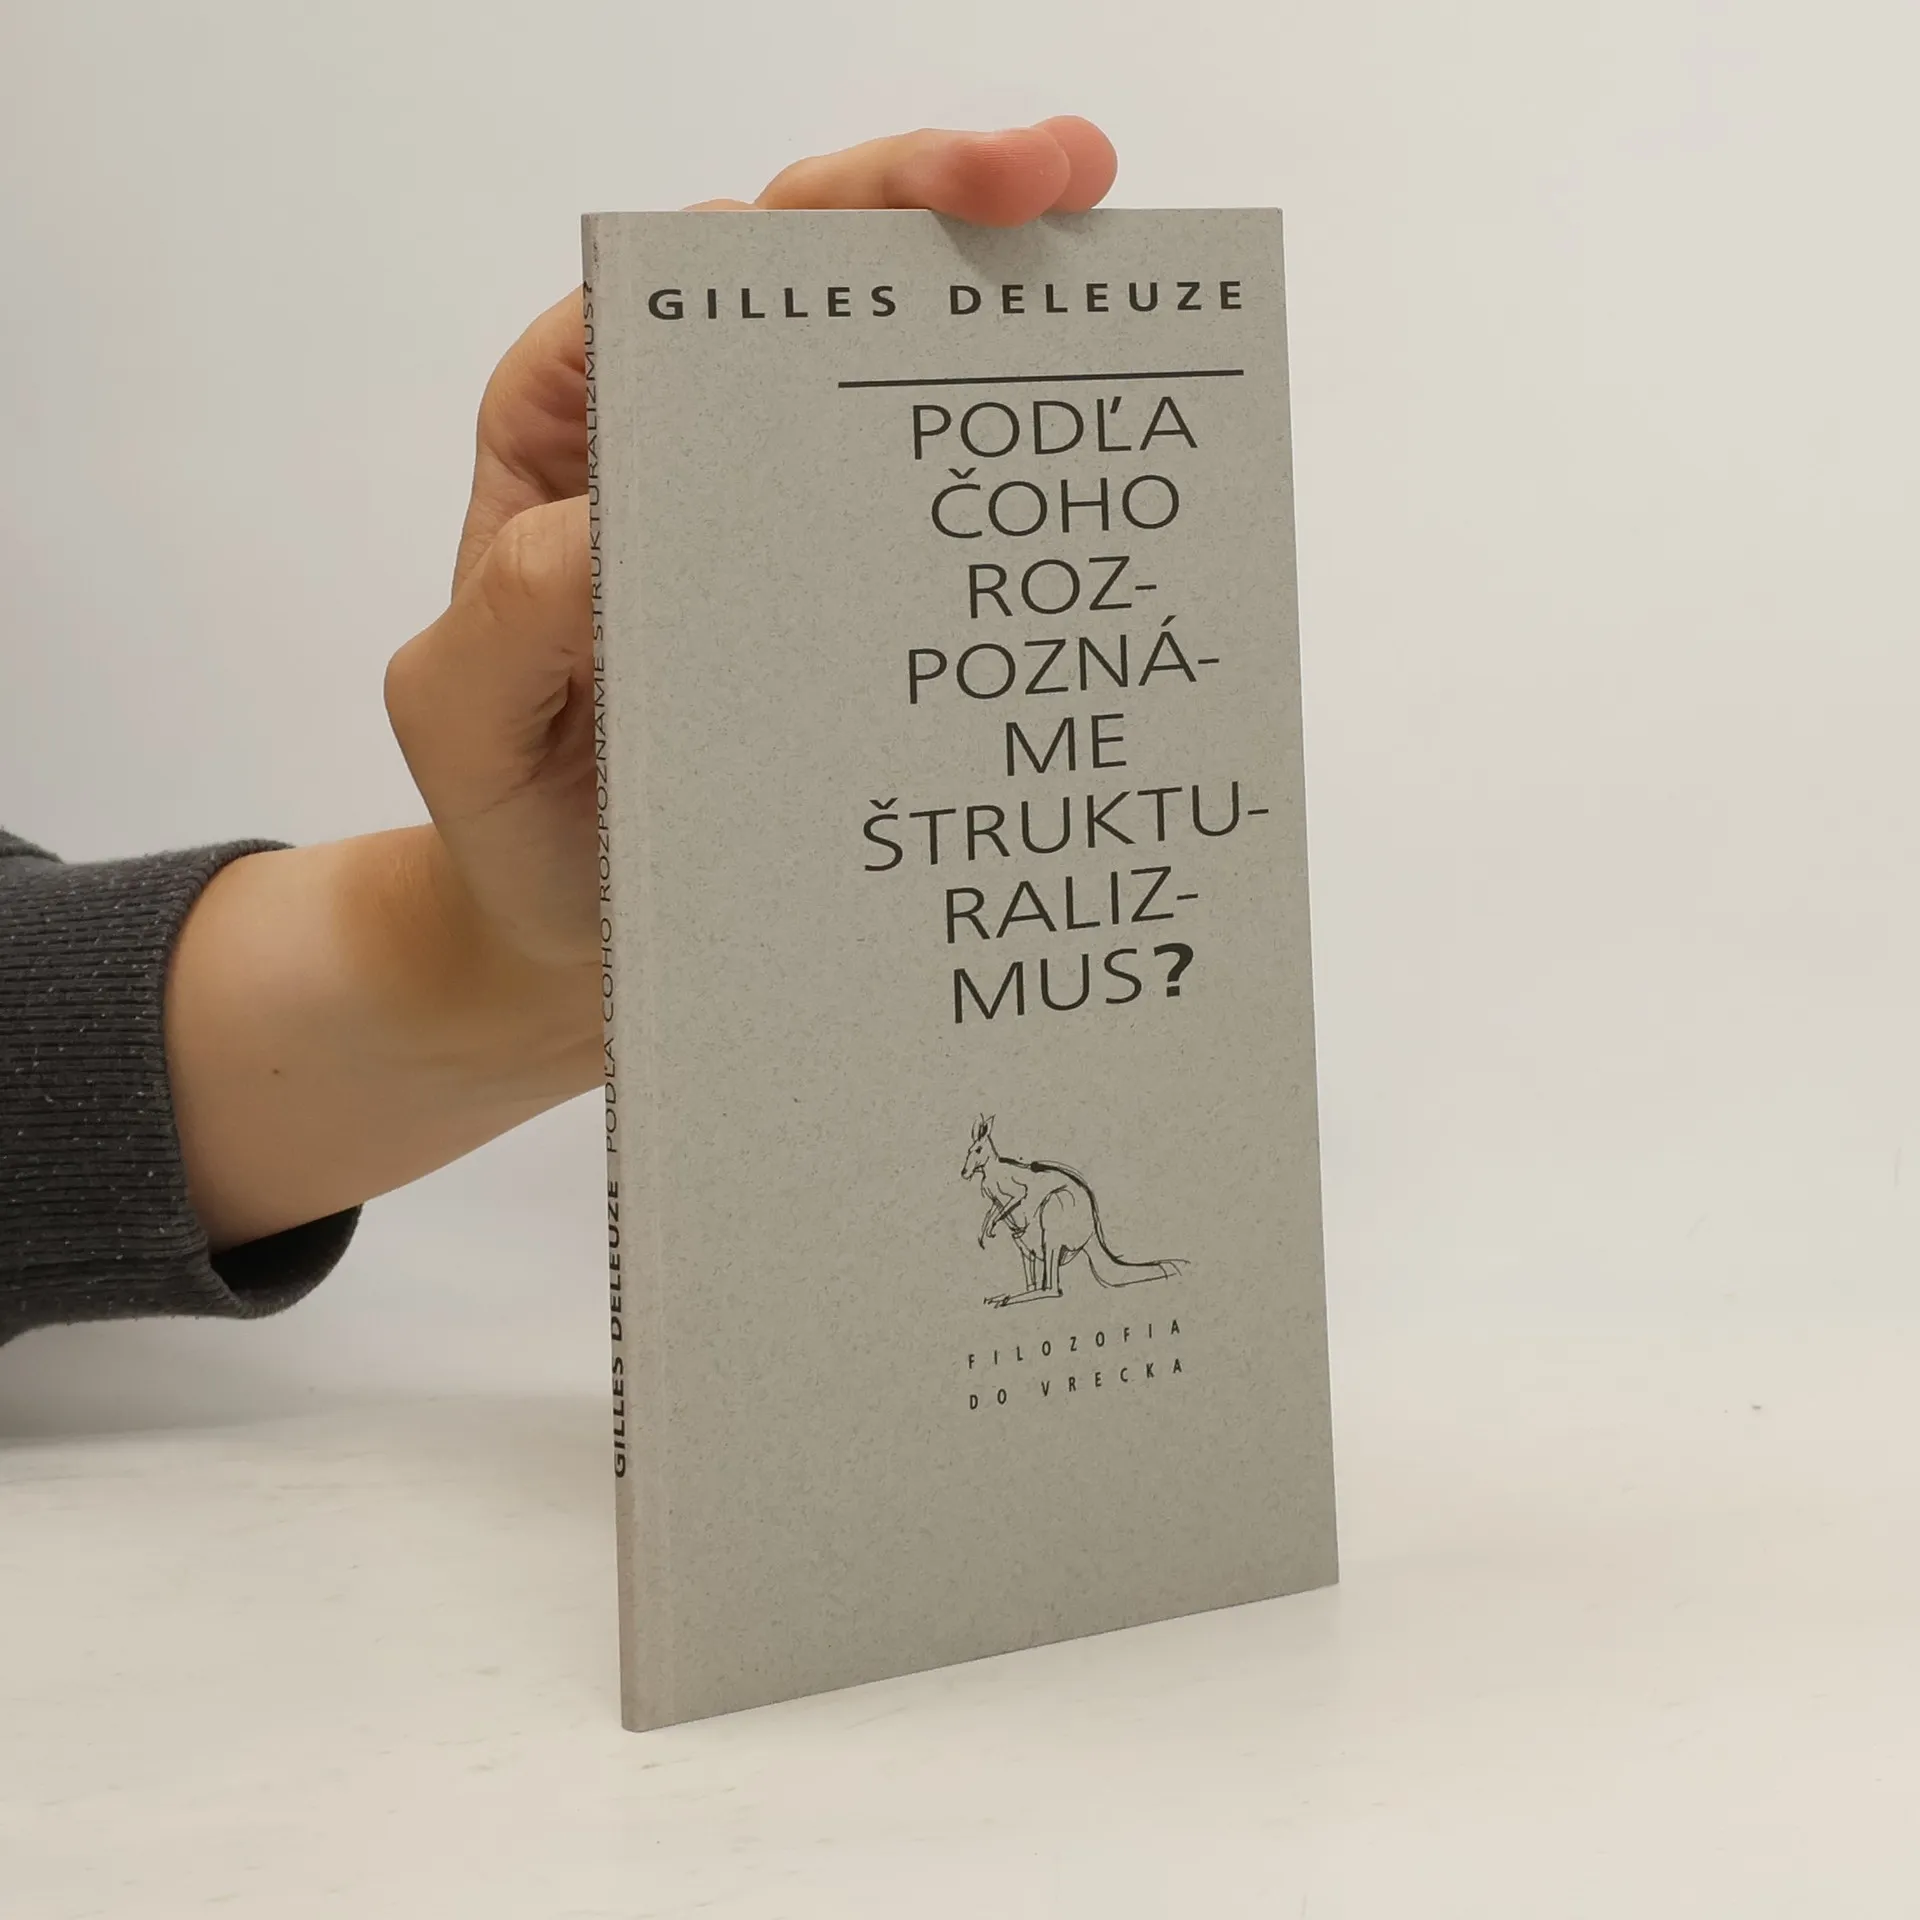 GILLES DELEUZE
PODĽA
ČOHO
ROZ-
POZNÁ-
ME
ŠTRUKTU-
RALIZ-
MUS?
FILOZOFIA
DO VRECKA
GILLES DELEUZE PODĽA ČOHO ROZPOZNÁME ŠTRUKTURALIZMUS?